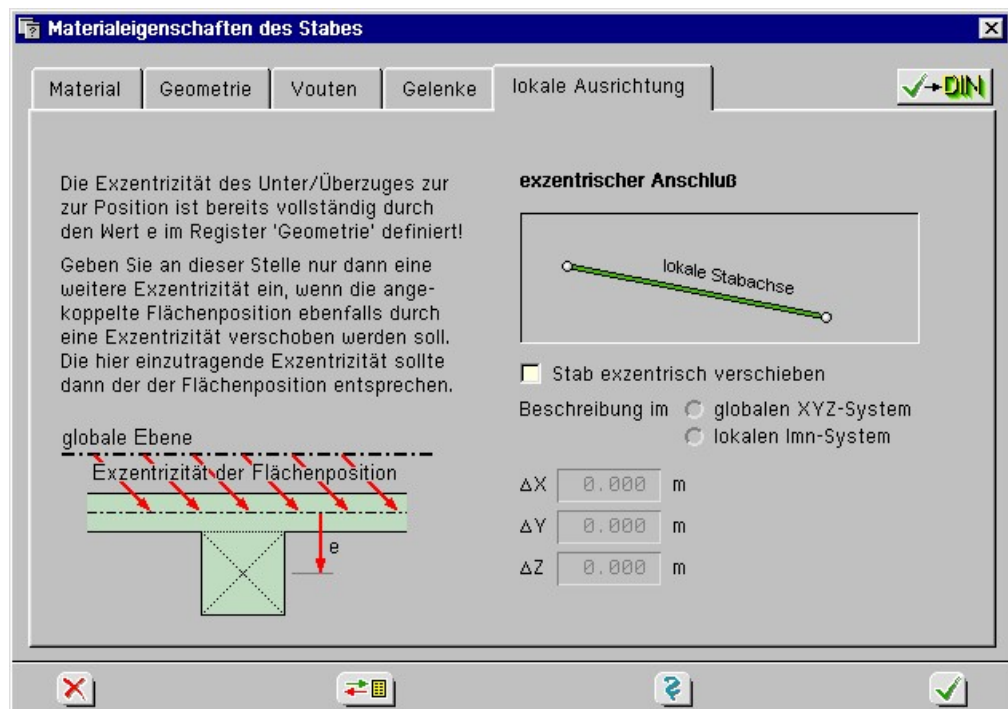 Materialeigenschaften des Stabes
Material
Geometrie
Vouten
Gelenke
lokale Ausrichtung
DIN
Die Exzentrizität des Unter/Überzuges zur
zur Position ist bereits vollständig durch
den Wert e im Register 'Geometrie' definiert!
Geben Sie an dieser Stelle nur dann eine
weitere Exzentrizität ein, wenn die ange-
koppelte Flächenposition ebenfalls durch
eine Exzentrizität verschoben werden soll.
Die hier einzutragende Exzentrizität sollte
dann der der Flächenposition entsprechen.
globale Ebene
Exzentrizität der Flächenposition
e
exzentrischer Anschluß
lokale Stabachse
Stab exzentrisch verschieben
Beschreibung im globalen XYZ-System
lokalen lmn-System
ΔX 0.000 m
ΔY 0.000 m
ΔZ 0.000 m